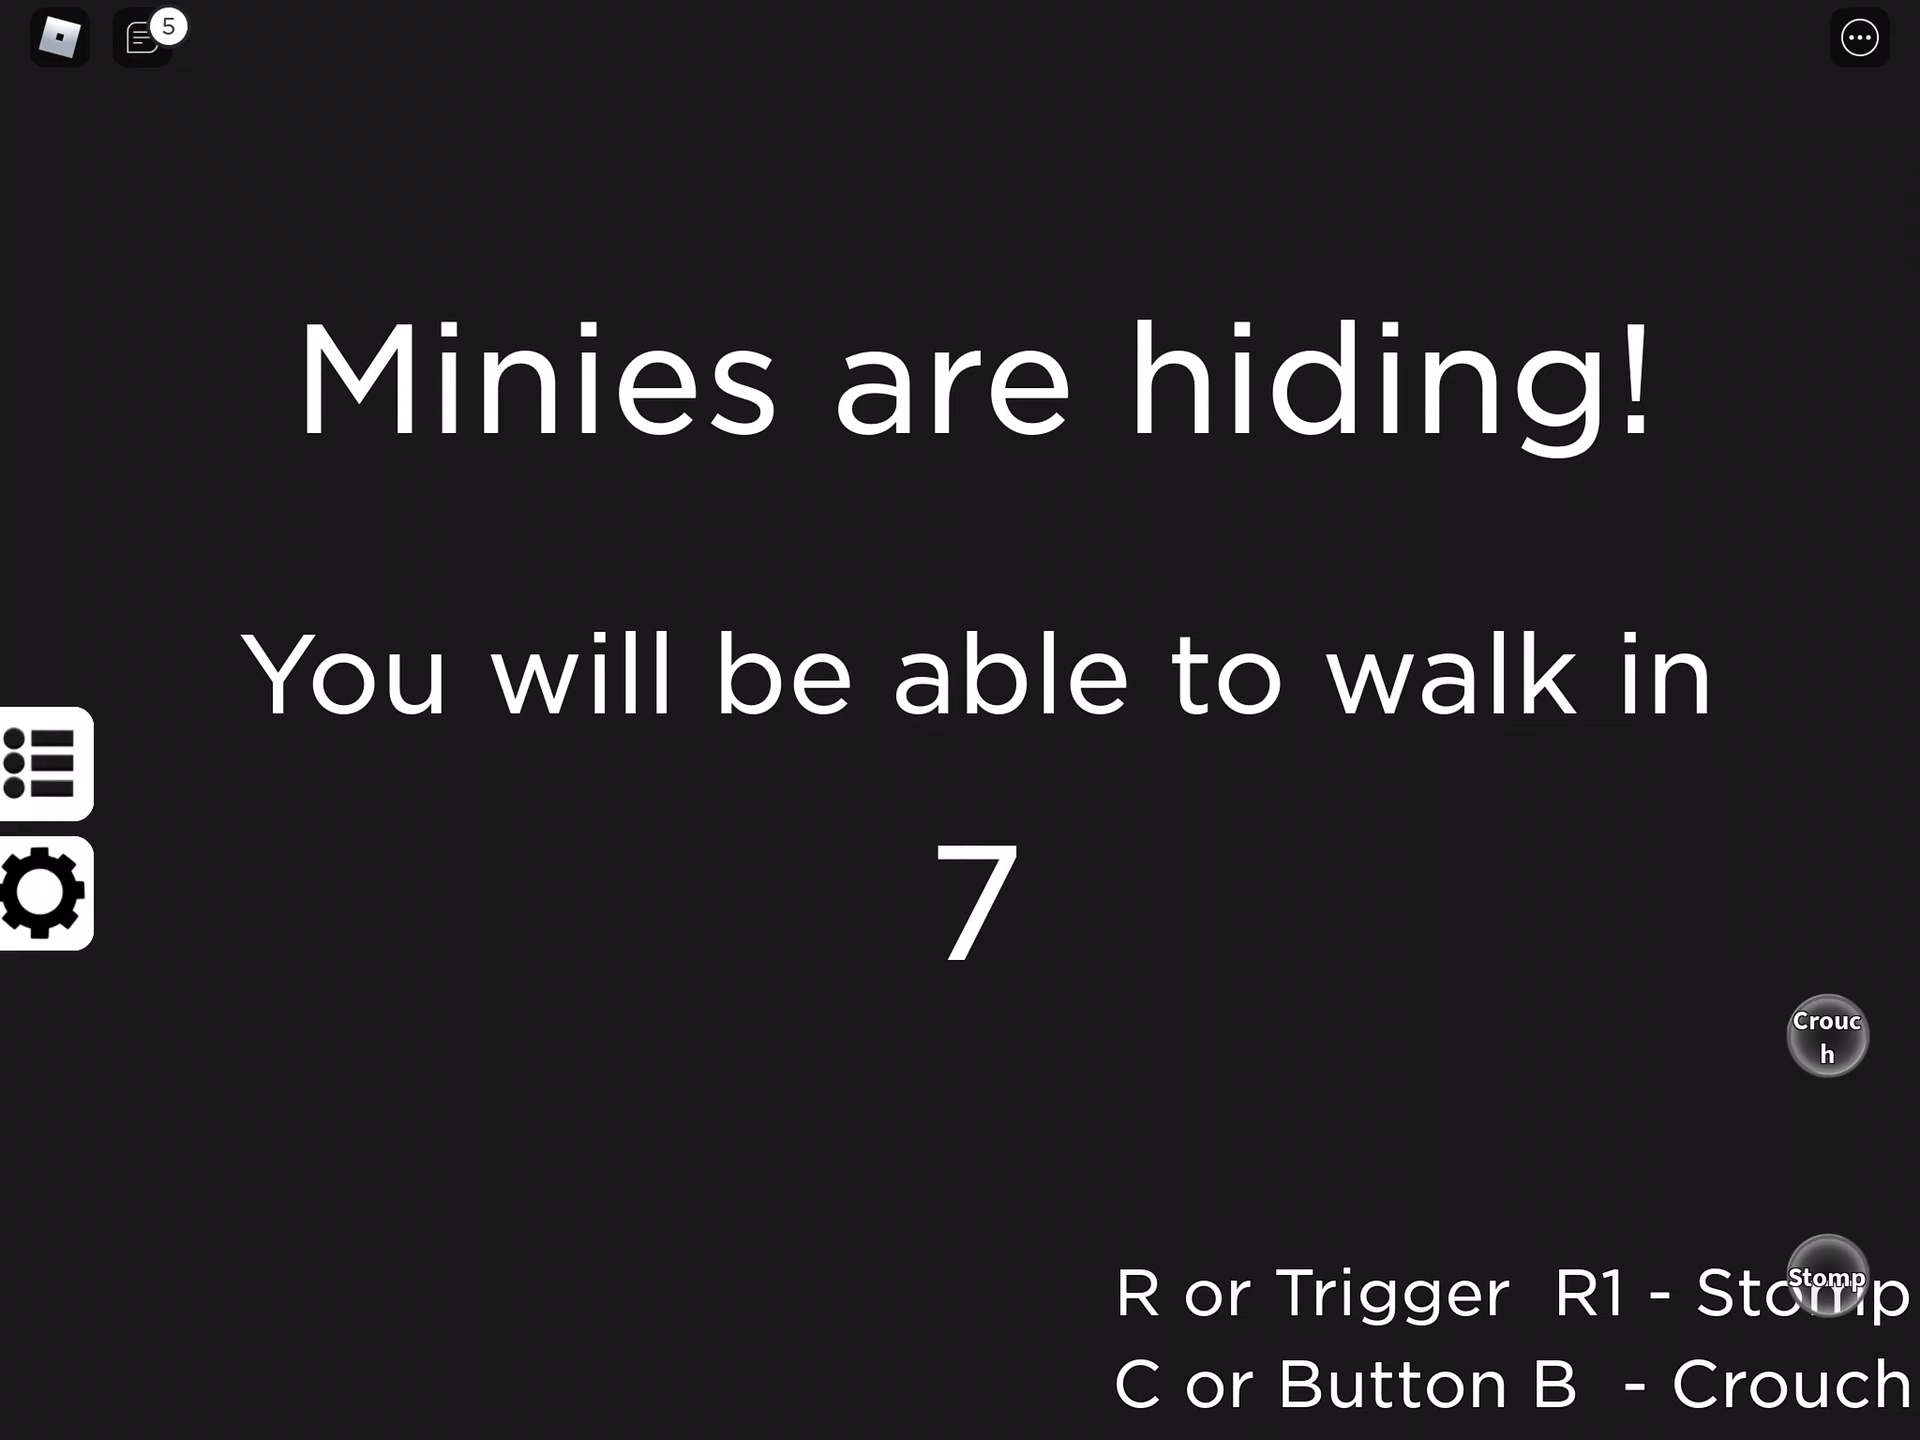 5
Minies are hiding!
You will be able to walk in
7
Crouc
h
Stomp
R or Trigger  R1 - Stomp
C or Button B  - Crouch